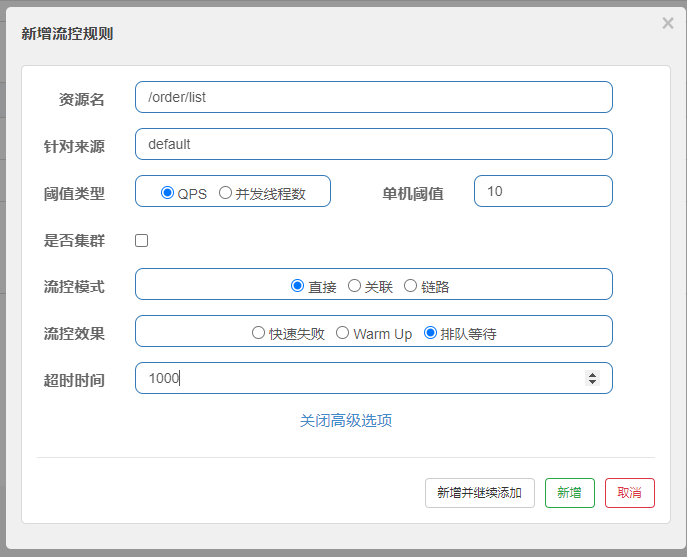 新增流控规则 ×
资源名 /order/list
针对来源 default
阈值类型 QPS 并发线程数 单机阈值 10
是否集群
流控模式 直接 关联 链路
流控效果 快速失败 Warm Up 排队等待
超时时间 1000
关闭高级选项
新增并继续添加 新增 取消